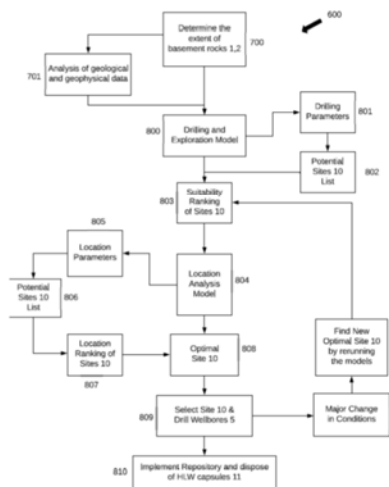 600
Determine the
extent of
basement rocks 1,2
700
701
Analysis of geological
and geophysical data
800
Drilling and
Exploration Model
Drilling
Parameters
801
Potential Sites 10
List
802
803
Suitability
Ranking
of Sites 10
805
Location
Parameters
Location
Analysis
Model
804
Potential
Sites 10
List
806
Location
Ranking of
Sites 10
807
Optimal
Site 10
808
Find New
Optimal Site 10
by rerunning
the models
809
Select Site 10 &
Drill Wellbores 5
Major Change
in Conditions
810
Implement Repository and dispose
of HLW capsules 11